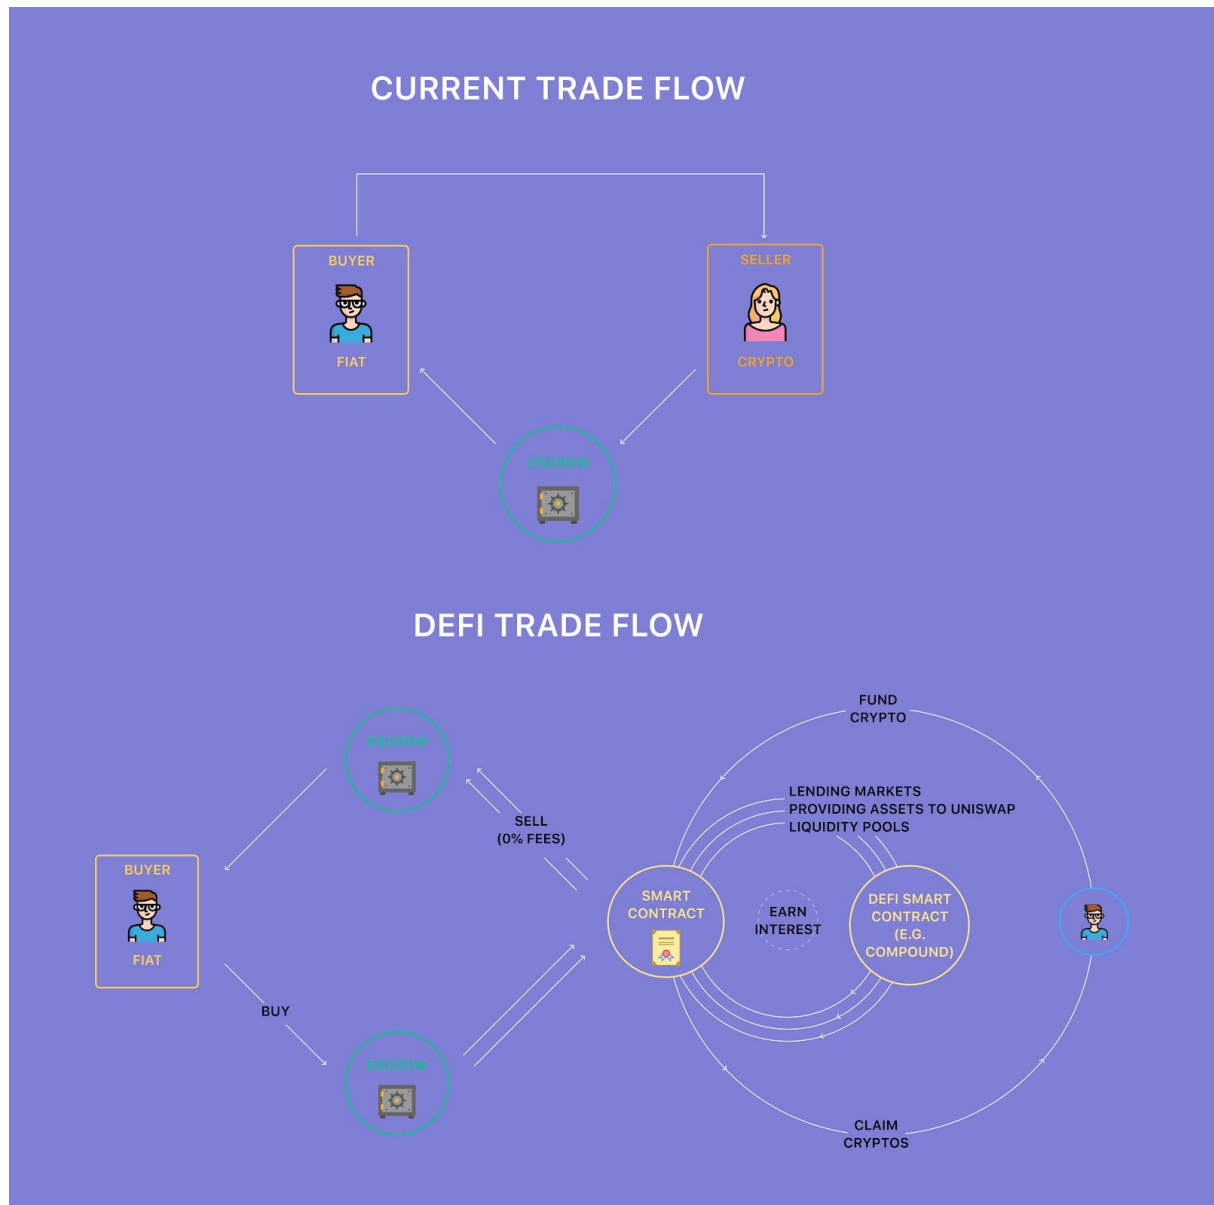 CURRENT TRADE FLOW
BUYER
FIAT
SELLER
CRYPTO
ESCROW
DEFI TRADE FLOW
ESCROW
SELL
(0% FEES)
BUYER
FIAT
BUY
ESCROW
FUND
CRYPTO
LENDING MARKETS
PROVIDING ASSETS TO UNISWAP
LIQUIDITY POOLS
SMART
CONTRACT
EARN
INTEREST
DEFI SMART
CONTRACT
(E.G.
COMPOUND)
CLAIM
CRYPTOS